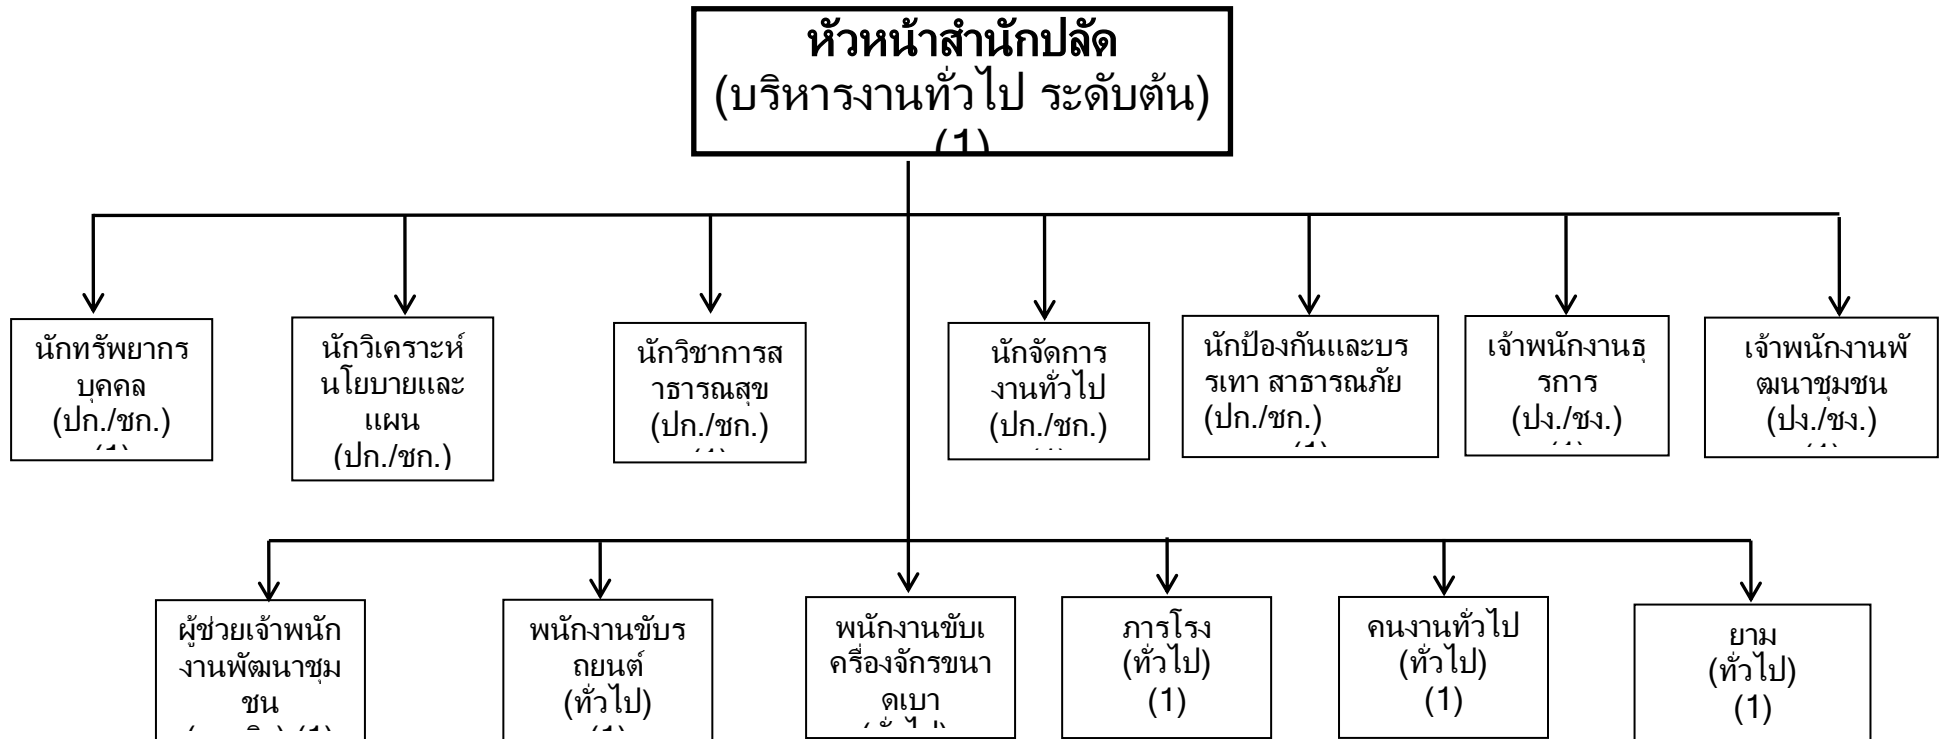 หัวหน้าสำนักปลัด
(บริหารงานทั่วไป ระดับต้น)
(1)
นักทรัพยากร
บุคคล
(ปก./ชก.)
(1)
นักวิเคราะห์
นโยบายและ
แผน
(ปก./ชก.)
นักวิชาการส
าธารณสุข
(ปก./ชก.)
(1)
นักจัดการ
งานทั่วไป
(ปก./ชก.)
นักป้องกันและบร
รเทา สาธารณภัย
(ปก./ชก.)
(1)
เจ้าพนักงานธุ
รการ
(ปง./ชง.)
(1)
เจ้าพนักงานพั
ฒนาชุมชน
(ปง./ชง.)
(1)
ผู้ช่วยเจ้าพนัก
งานพัฒนาชุม
ชน
(1)
พนักงานขับร
ถยนต์
(ทั่วไป)
(1)
พนักงานขับเ
ครื่องจักรขนา
ดเบา
(ทั่วไป)
ภารโรง
(ทั่วไป)
(1)
คนงานทั่วไป
(ทั่วไป)
(1)
ยาม
(ทั่วไป)
(1)